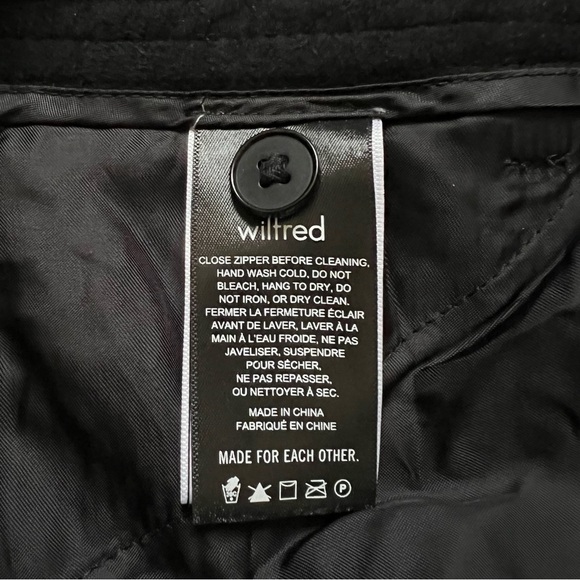 wilfred
CLOSE ZIPPER BEFORE CLEANING,
HAND WASH COLD, DO NOT
BLEACH, HANG TO DRY, DO
NOT IRON, OR DRY CLEAN.
FERMER LA FERMETURE ÉCLAIR
AVANT DE LAVER, LAVER À LA
MAIN À L'EAU FROIDE, NE PAS
JAVELISER, SUSPENDRE
POUR SÉCHER,
NE PAS REPASSER,
OU NETTOYER À SEC.
MADE IN CHINA
FABRIQUÉ EN CHINE
MADE FOR EACH OTHER.
30C P